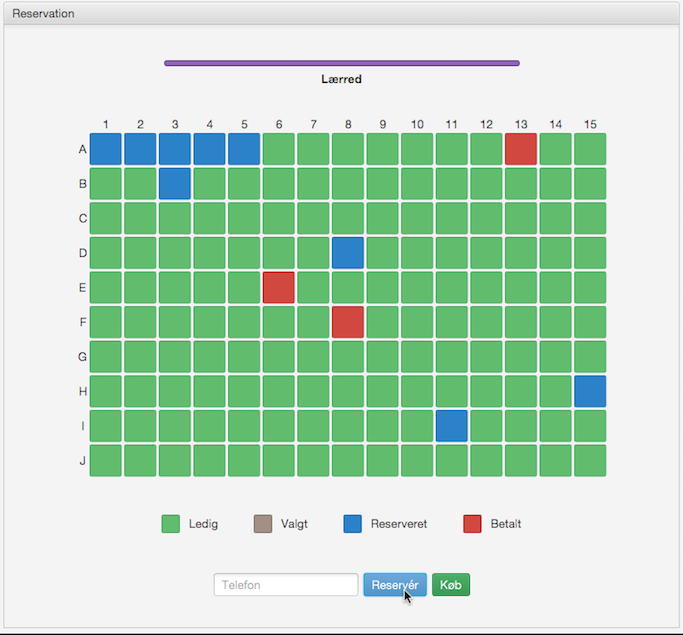 Reservation
Lærred
1 2 3 4 5 6 7 8 9 10 11 12 13 14 15
A
B
C
D
E
F
G
H
I
J
Ledig Valgt Reserveret Betalt
Telefon Reservér Køb